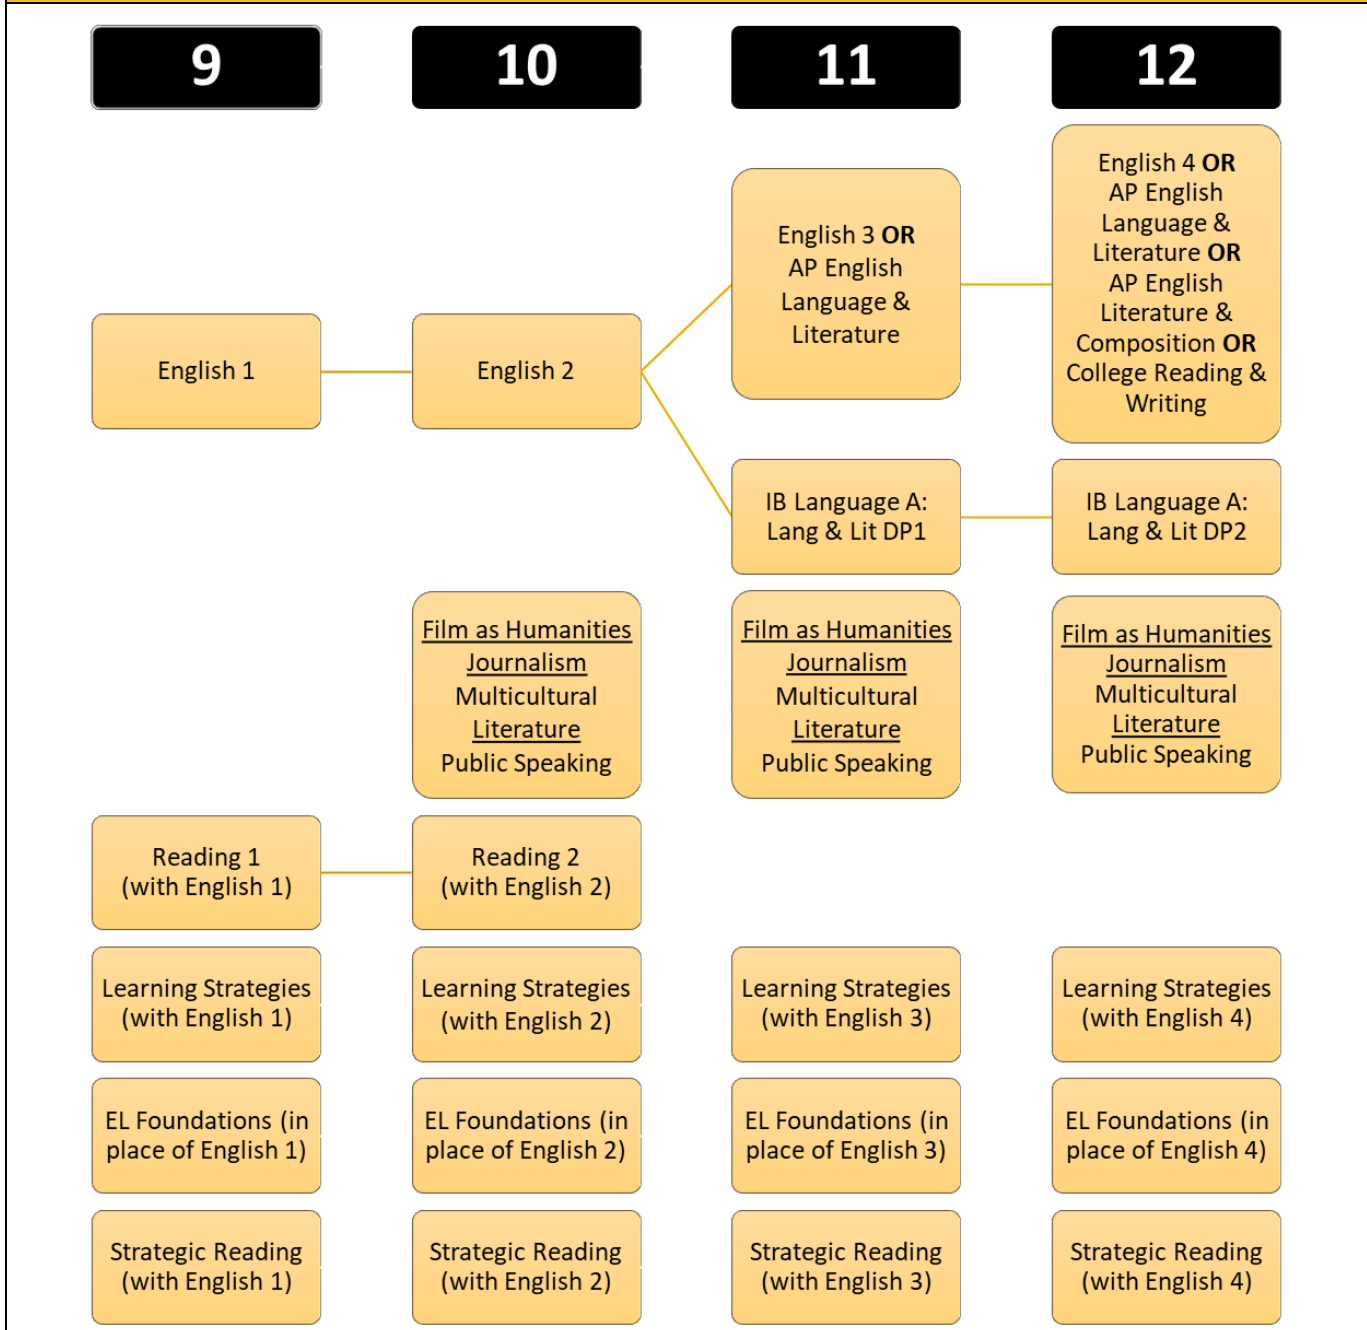 9
10
11
12
English 1
English 2
English 3 OR
AP English
Language &
Literature
English 4 OR
AP English
Language &
Literature OR
AP English
Literature &
Composition OR
College Reading &
Writing
IB Language A:
Lang & Lit DP1
IB Language A:
Lang & Lit DP2
Film as Humanities
Journalism
Multicultural
Literature
Public Speaking
Film as Humanities
Journalism
Multicultural
Literature
Public Speaking
Film as Humanities
Journalism
Multicultural
Literature
Public Speaking
Reading 1
(with English 1)
Reading 2
(with English 2)
Learning Strategies
(with English 1)
Learning Strategies
(with English 2)
Learning Strategies
(with English 3)
Learning Strategies
(with English 4)
EL Foundations (in
place of English 1)
EL Foundations (in
place of English 2)
EL Foundations (in
place of English 3)
EL Foundations (in
place of English 4)
Strategic Reading
(with English 1)
Strategic Reading
(with English 2)
Strategic Reading
(with English 3)
Strategic Reading
(with English 4)